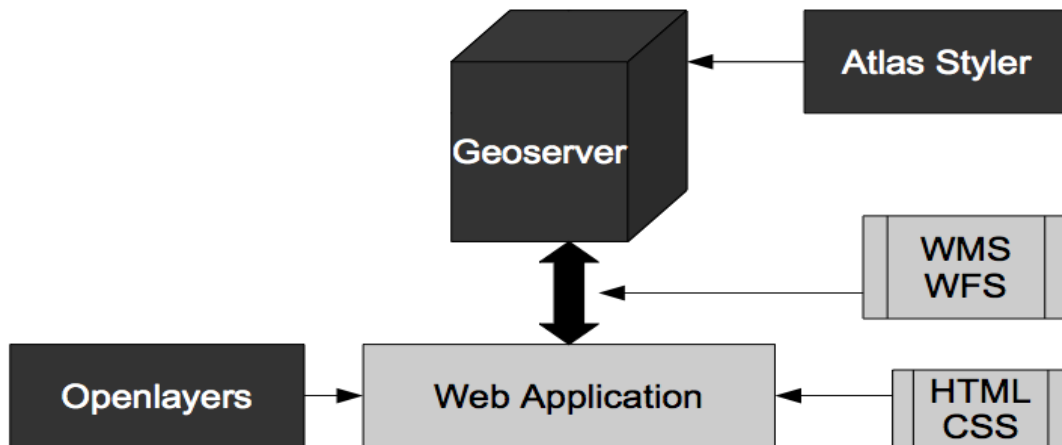 Atlas Styler
Geoserver
WMS
WFS
Openlayers
Web Application
HTML
CSS